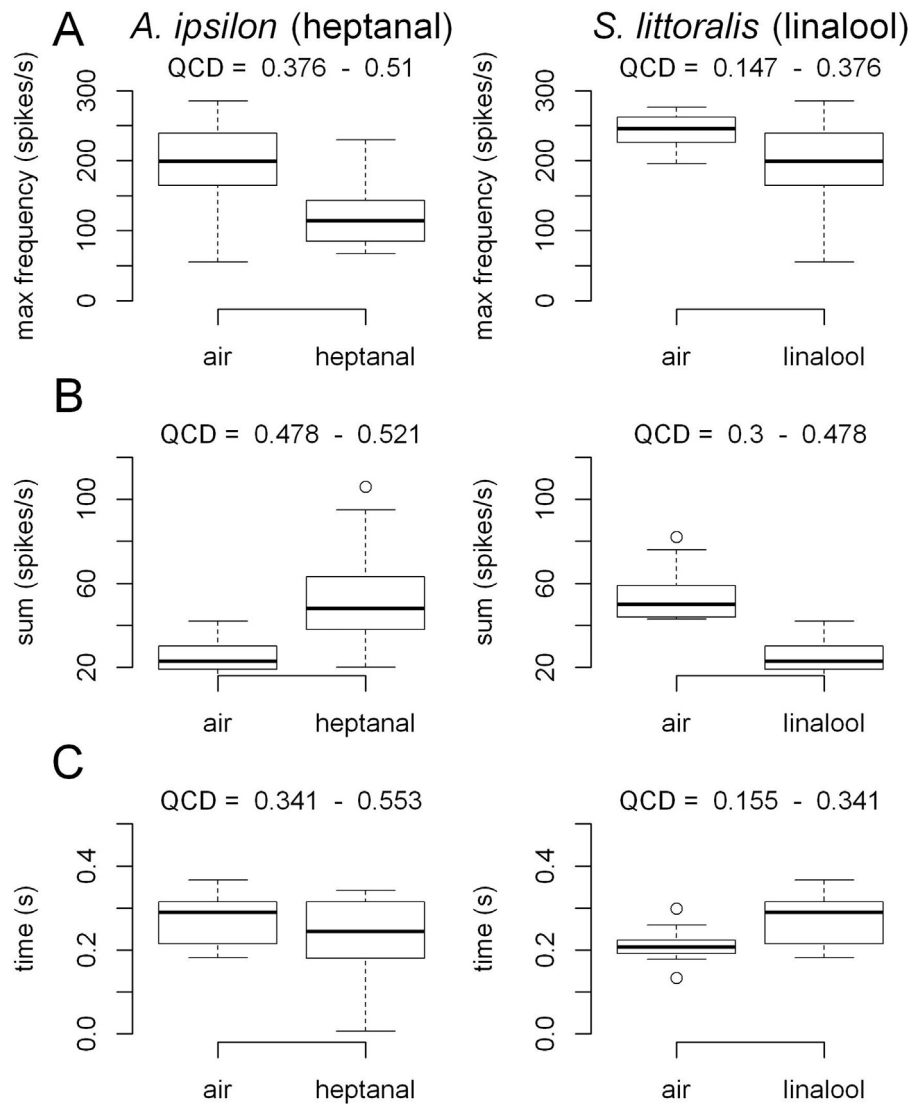 A
A. ipsilon (heptanal)
S. littoralis (linalool)
QCD = 0.376 - 0.51
QCD = 0.147 - 0.376
max frequency (spikes/s)
300
200
100
0
air
heptanal
max frequency (spikes/s)
300
200
100
0
air
linalool
B
QCD = 0.478 - 0.521
QCD = 0.3 - 0.478
sum (spikes/s)
100
60
20
air
heptanal
sum (spikes/s)
100
60
20
air
linalool
C
QCD = 0.341 - 0.553
QCD = 0.155 - 0.341
time (s)
0.4
0.2
0.0
air
heptanal
time (s)
0.4
0.2
0.0
air
linalool